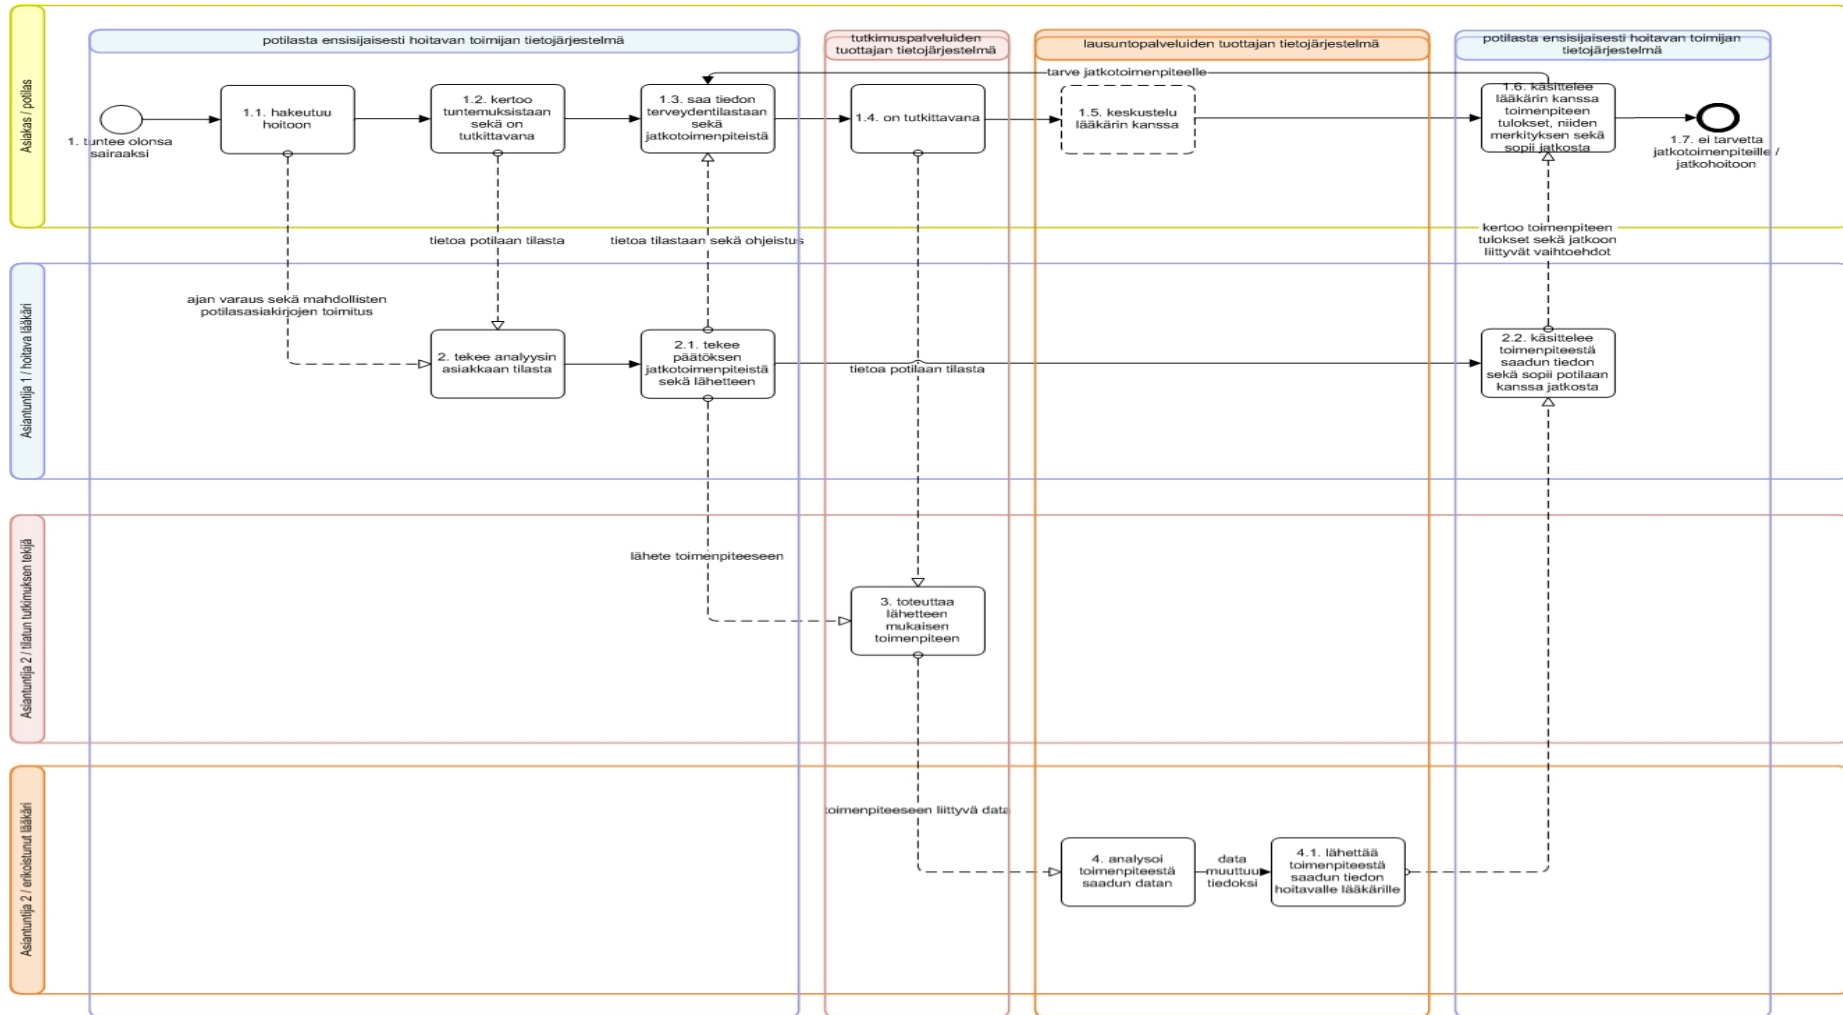 potilasta ensisijaisesti hoitavan toimijan tietojärjestelmä
tutkimuspalveluiden
tuottajan tietojärjestelmä
lausuntopalveluiden tuottajan tietojärjestelmä
potilasta ensisijaisesti hoitavan toimijan
tietojärjestelmä
Asiakas / potilas
1. tuntee olonsa
sairaaksi
1.1. hakeutuu
hoitoon
1.2. kertoo
tuntemuksistaan
sekä on
tutkittavana
1.3. saa tiedon
terveydentilastaan
sekä
jatkotoimenpiteistä
1.4. on tutkittavana
tarve jatkotoimenpiteelle
1.5. keskustelu
lääkärin kanssa
1.6. käsittelee
lääkärin kanssa
toimenpiteen
tulokset, niiden
merkityksen sekä
sopii jatkosta
1.7. ei tarvetta
jatkotoimenpiteille /
jatkohoitoon
tietoa potilaan tilasta
tietoa tilastaan sekä ohjeistus
kertoo toimenpiteen
tulokset sekä jatkoon
liittyvät vaihtoehdot
Asiantuntija 1 / hoitava lääkäri
ajan varaus sekä mahdollisten
potilasasiakirjojen toimitus
2. tekee analyysin
asiakkaan tilasta
2.1. tekee
päätöksen
jatkotoimenpiteistä
sekä lähetteen
tietoa potilaan tilasta
2.2. käsittelee
toimenpiteestä
saadun tiedon
sekä sopii potilaan
kanssa jatkosta
Asiantuntija 2 / tilatun tutkimuksen tekijä
lähete toimenpiteeseen
3. toteuttaa
lähetteen
mukaisen
toimenpiteen
Asiantuntija 2 / erikoistunut lääkäri
toimenpiteeseen liittyvä data
4. analysoi
toimenpiteestä
saadun datan
data
muuttuu
tiedoksi
4.1. lähettää
toimenpiteestä
saadun tiedon
hoitavalle lääkärille